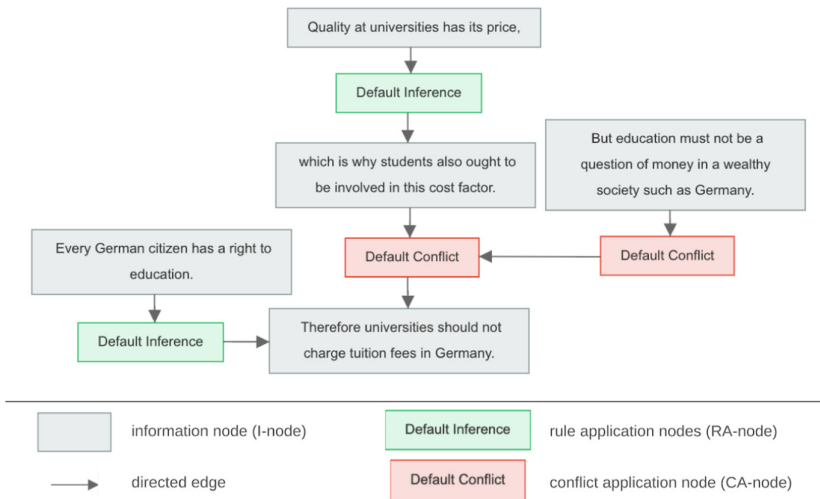 Quality at universities has its price,
Default Inference
which is why students also ought to
be involved in this cost factor.
But education must not be a
question of money in a wealthy
society such as Germany.
Default Conflict
Default Conflict
Every German citizen has a right to
education.
Default Inference
Therefore universities should not
charge tuition fees in Germany.
information node (I-node)
Default Inference
rule application nodes (RA-node)
directed edge
Default Conflict
conflict application node (CA-node)